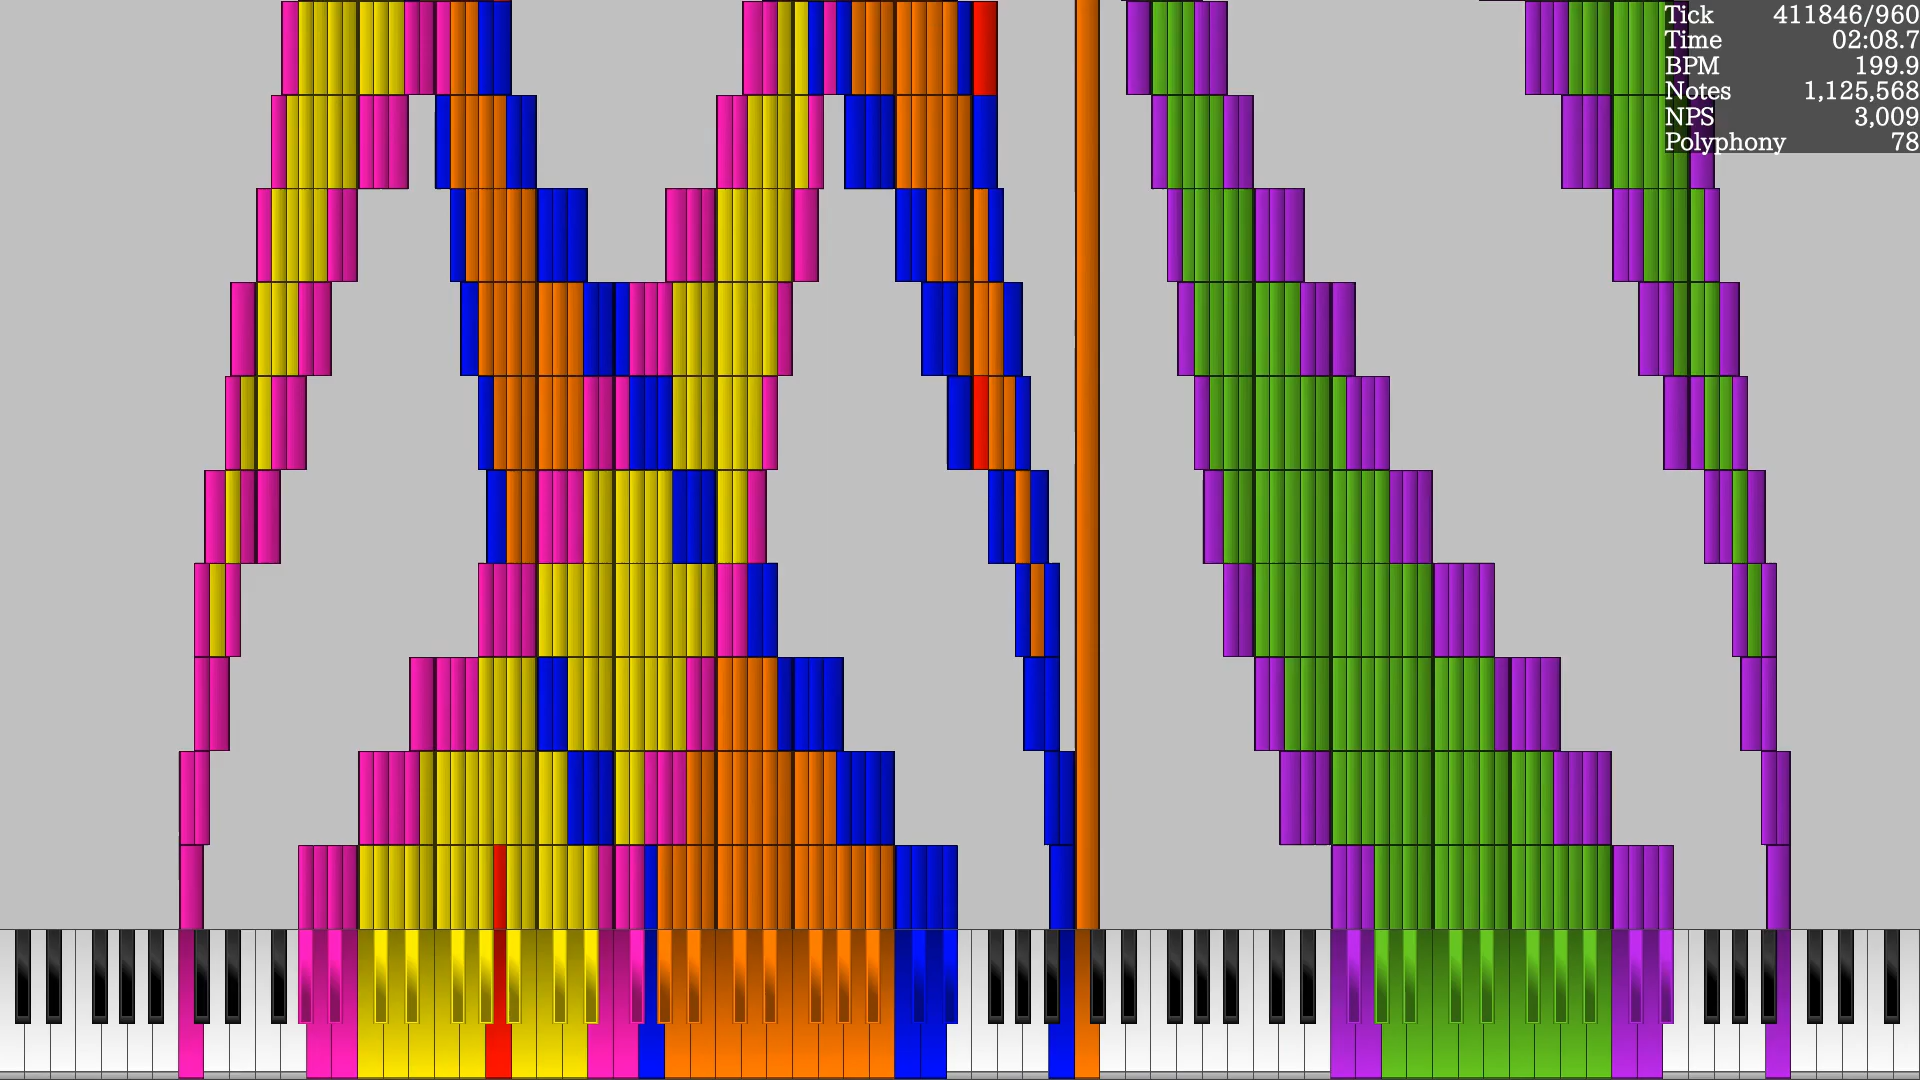 Tick 411846/960
Time 02:08.7
BPM 199.9
Notes 1,125,568
NPS 3,009
Polyphony 78